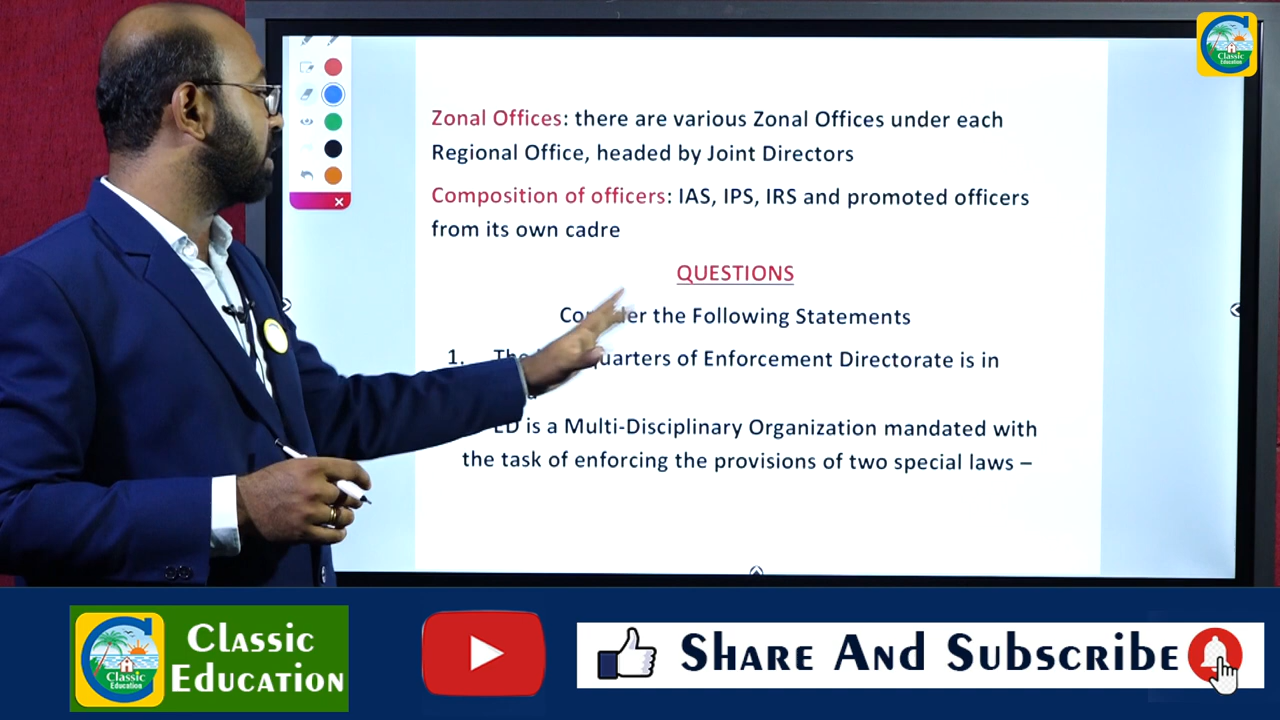 Classic
Education
Zonal Offices: there are various Zonal Offices under each
Regional Office, headed by Joint Directors
Composition of officers: IAS, IPS, IRS and promoted officers
from its own cadre
QUESTIONS
the Following Statements
1. of Enforcement Directorate is in
ED is a Multi-Disciplinary Organization mandated with
the task of enforcing the provisions of two special laws –
Classic
Education
Classic
Education
Share And Subscribe